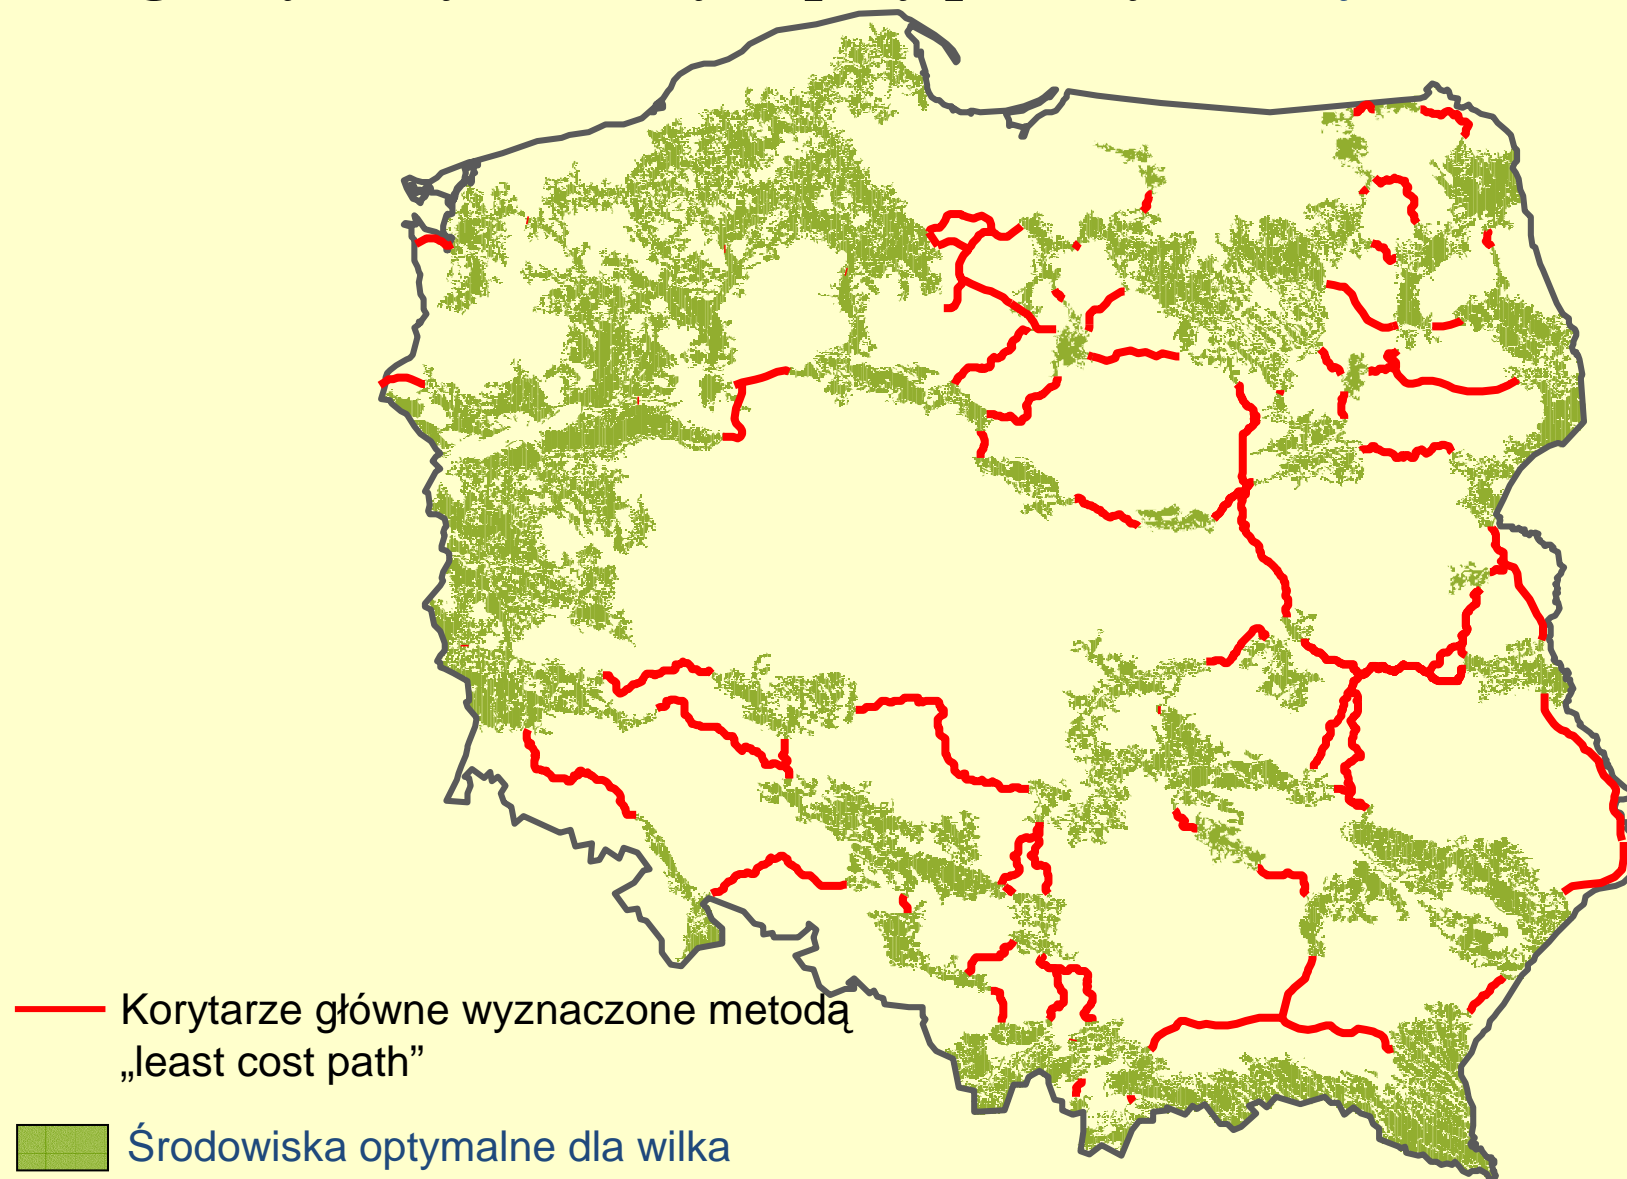 Korytarze główne wyznaczone metodą
„least cost path”
Środowiska optymalne dla wilka